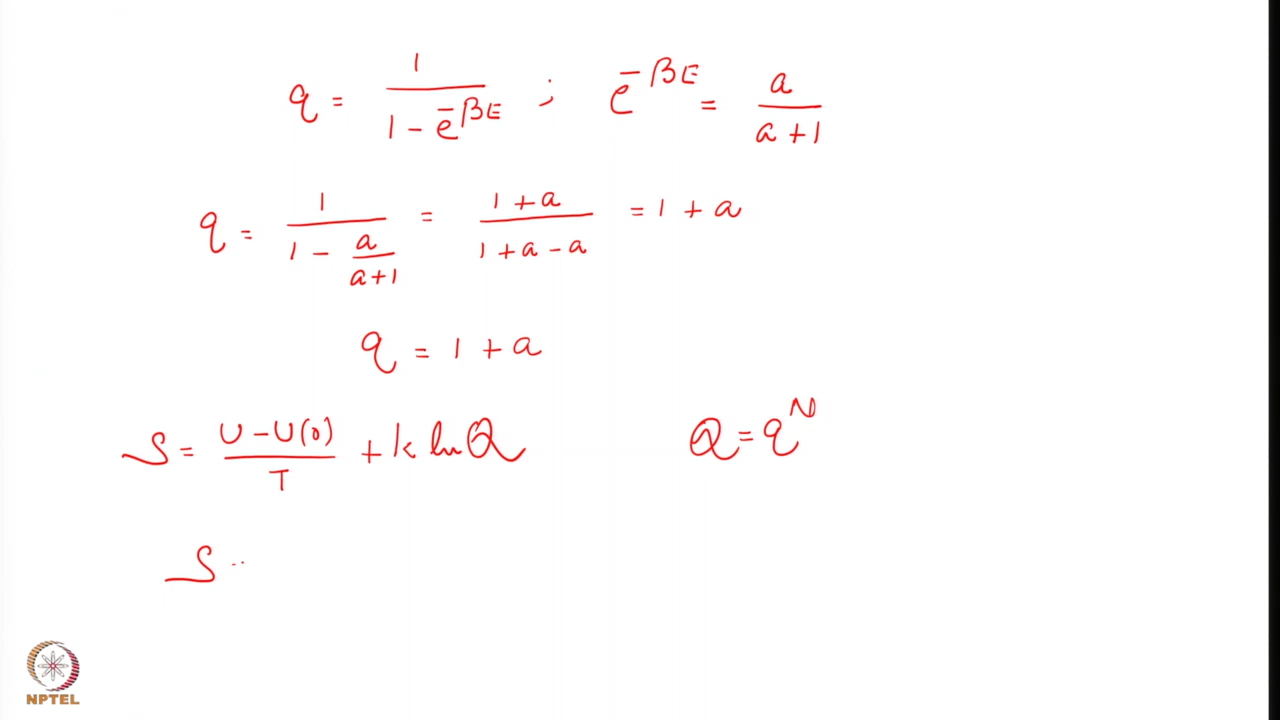 q = 1 / (1 - e^{-βE}) ; e^{-βE} = a / (a + 1)
q = 1 / (1 - a/(a+1)) = (1 + a) / (1 + a - a) = 1 + a
q = 1 + a
S = (U - U(0)) / T + k ln Q Q = q^N
S
NPTEL